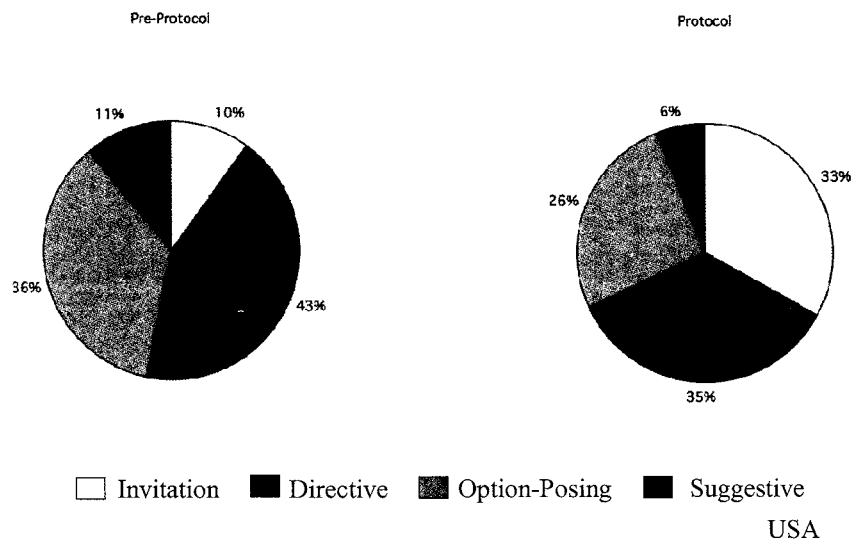 Pre-Protocol
Protocol
11%
10%
36%
43%
6%
33%
26%
35%
Invitation
Directive
Option-Posing
Suggestive
USA